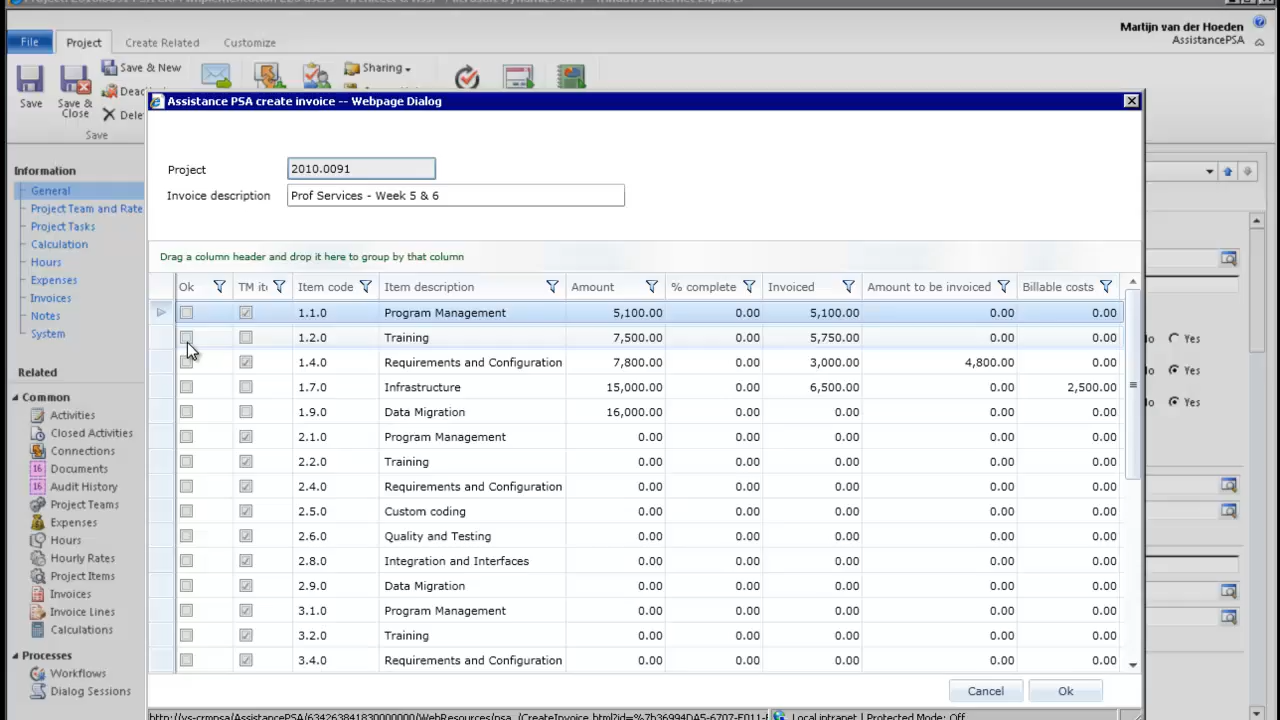 Martijn van der Hoeden
AssistancePSA
File Project Create Related Customize
Save
Save & Close
Save & New
Sharing
Save
Assistance PSA create invoice -- Webpage Dialog
Project 2010.0091
Invoice description Prof Services - Week 5 & 6
Drag a column header and drop it here to group by that column
Ok TM ite Item code Item description Amount % complete Invoiced Amount to be invoiced Billable costs
1.1.0 Program Management 5,100.00 0.00 5,100.00 0.00 0.00
1.2.0 Training 7,500.00 0.00 5,750.00 0.00 0.00
1.4.0 Requirements and Configuration 7,800.00 0.00 3,000.00 4,800.00 0.00
1.7.0 Infrastructure 15,000.00 0.00 6,500.00 0.00 2,500.00
1.9.0 Data Migration 16,000.00 0.00 0.00 0.00 0.00
2.1.0 Program Management 0.00 0.00 0.00 0.00 0.00
2.2.0 Training 0.00 0.00 0.00 0.00 0.00
2.4.0 Requirements and Configuration 0.00 0.00 0.00 0.00 0.00
2.5.0 Custom coding 0.00 0.00 0.00 0.00 0.00
2.6.0 Quality and Testing 0.00 0.00 0.00 0.00 0.00
2.8.0 Integration and Interfaces 0.00 0.00 0.00 0.00 0.00
2.9.0 Data Migration 0.00 0.00 0.00 0.00 0.00
3.1.0 Program Management 0.00 0.00 0.00 0.00 0.00
3.2.0 Training 0.00 0.00 0.00 0.00 0.00
3.4.0 Requirements and Configuration 0.00 0.00 0.00 0.00 0.00
Cancel Ok
Information
General
Project Team and Rate
Project Tasks
Calculation
Hours
Expenses
Invoices
Notes
System
Related
Common
Activities
Closed Activities
Connections
16 Documents
16 Audit History
Project Teams
Expenses
Hours
Hourly Rates
Project Items
Invoices
Invoice Lines
Calculations
Processes
Workflows
Dialog Sessions
Yes
Yes
Yes
Local intranet | Protected Mode: Off